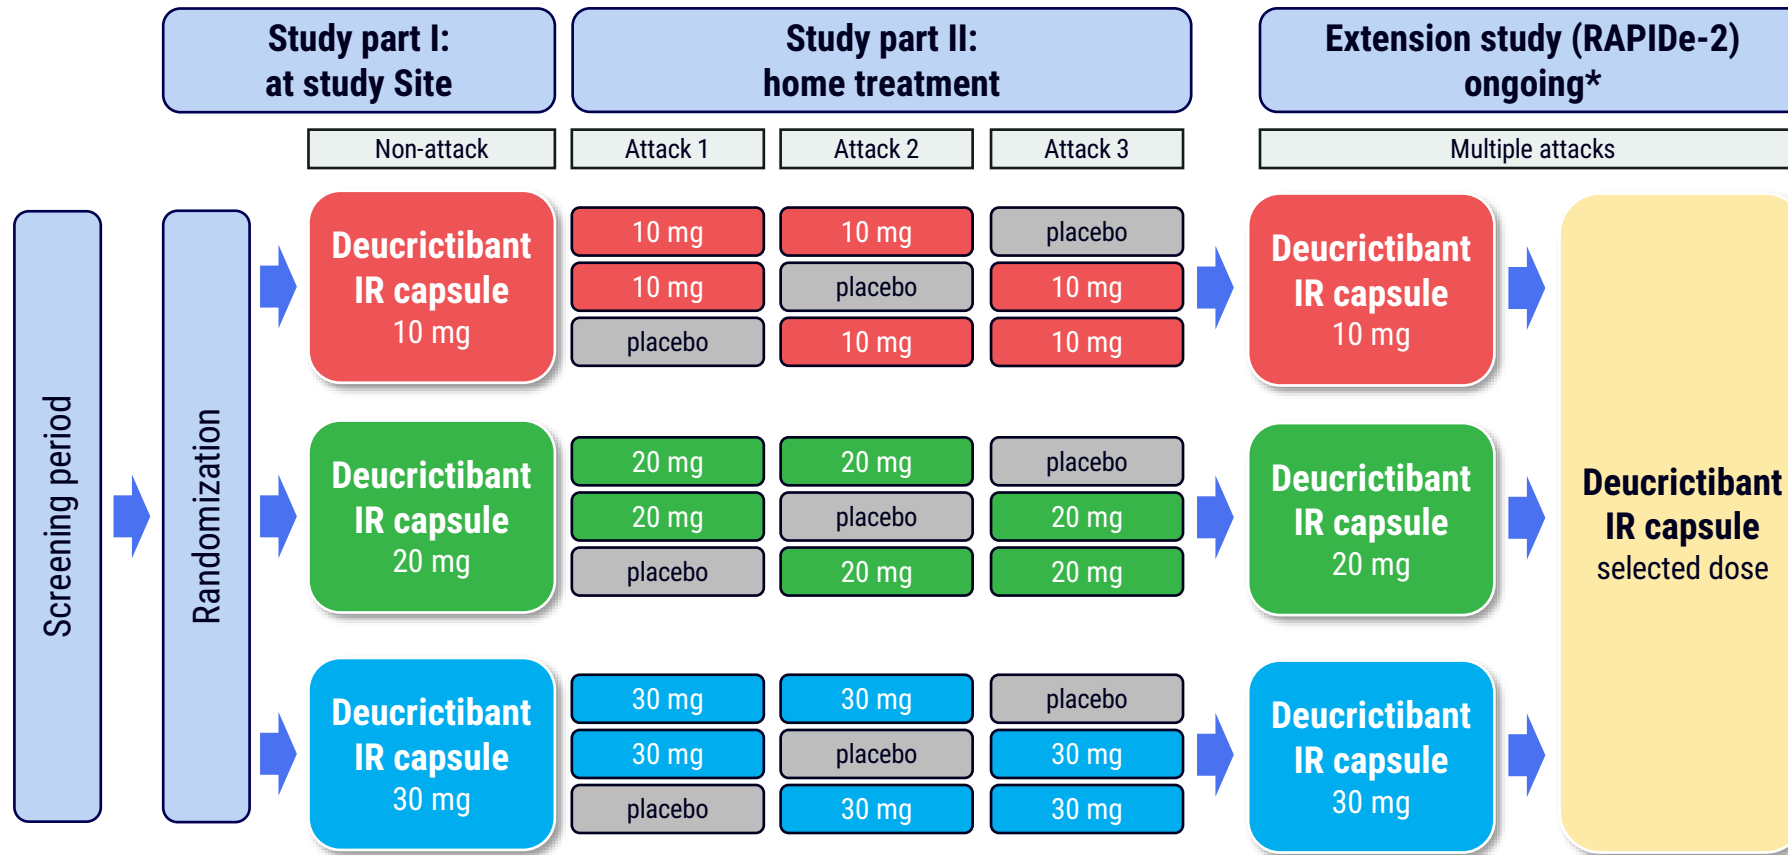 Study part I:
at study Site
Study part II:
home treatment
Extension study (RAPIDe-2)
ongoing*
Non-attack
Attack 1
Attack 2
Attack 3
Multiple attacks
Screening period
Randomization
Deucrictibant
IR capsule
10 mg
10 mg
10 mg
placebo
10 mg
placebo
10 mg
placebo
10 mg
10 mg
Deucrictibant
IR capsule
10 mg
Deucrictibant
IR capsule
20 mg
20 mg
20 mg
placebo
20 mg
placebo
20 mg
placebo
20 mg
20 mg
Deucrictibant
IR capsule
20 mg
Deucrictibant
IR capsule
30 mg
30 mg
30 mg
placebo
30 mg
placebo
30 mg
placebo
30 mg
30 mg
Deucrictibant
IR capsule
30 mg
Deucrictibant
IR capsule
selected dose